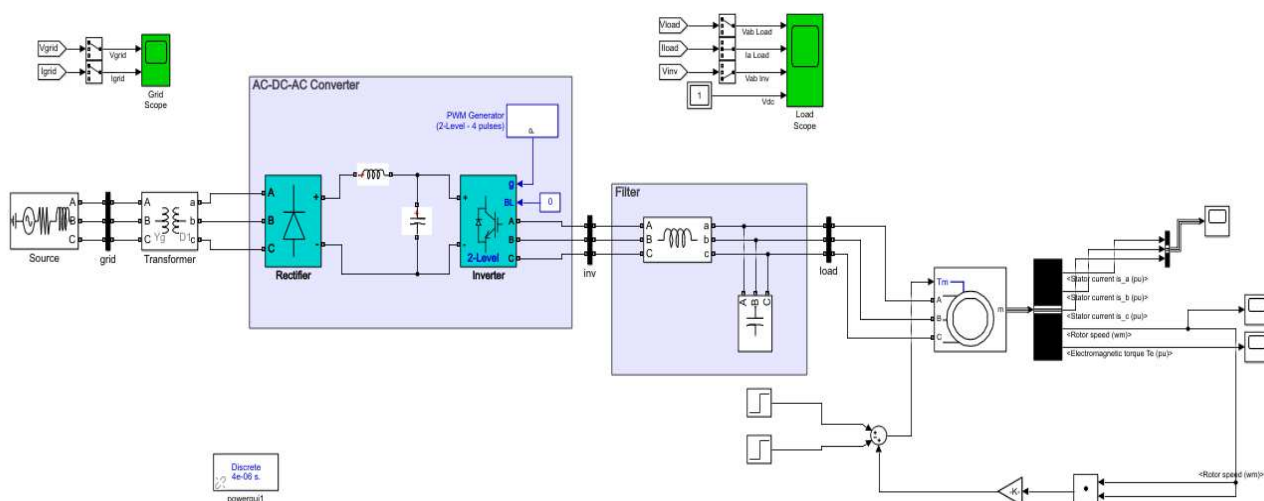 Vgrid
Vgrid
Igrid
Igrid
Grid
Scope
Vload
Vab Load
Iload
Ia Load
Vinv
Vab Inv
1
Vdc
Load
Scope
AC-DC-AC Converter
PWM Generator
(2-Level - 4 pulses)
P
g
BL
0
A
B
C
Source
grid
A
B
C
Yg
D1
a
b
c
Transformer
A
B
C
+
-
Rectifier
+
-
A
B
C
2-Level
Inverter
inv
Filter
A
B
C
a
b
c
A
B
C
load
Tm
A
B
C
m
<Stator current is_a (pu)>
<Stator current is_b (pu)>
<Stator current is_c (pu)>
<Rotor speed (wm)>
<Electromagnetic torque Te (pu)>
<Rotor speed (wm)>
-K-
Discrete
4e-06 s.
powergui1